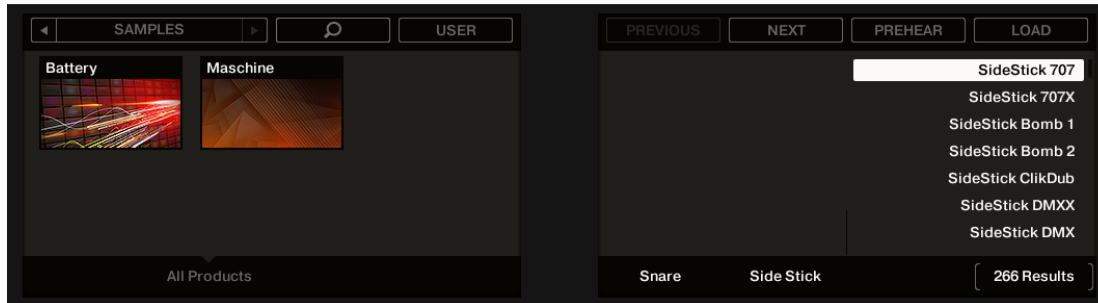 SAMPLES
USER
Battery
Maschine
All Products
PREVIOUS
NEXT
PREHEAR
LOAD
SideStick 707
SideStick 707X
SideStick Bomb 1
SideStick Bomb 2
SideStick ClikDub
SideStick DMXX
SideStick DMX
Snare
Side Stick
266 Results